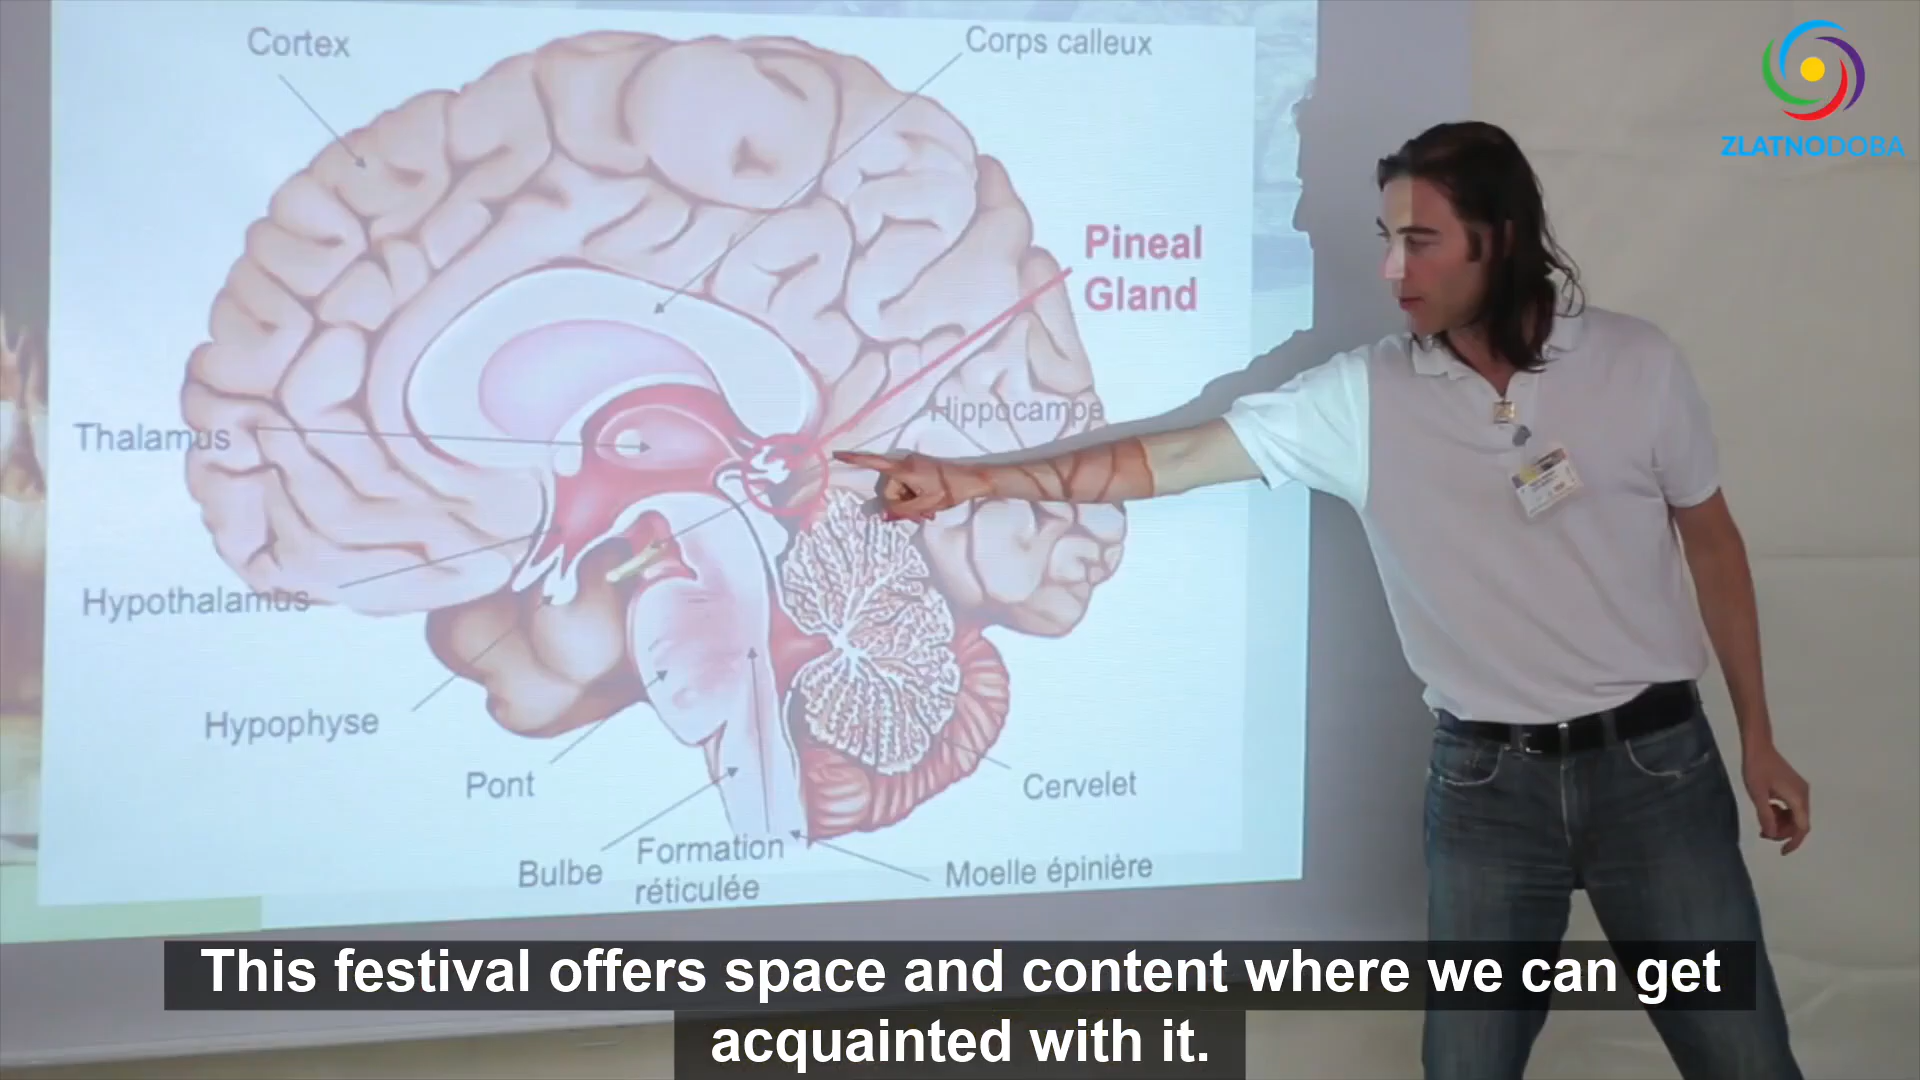 Cortex
Corps calleux
ZLATNODOBA
Pineal
Gland
Hippocampe
Thalamus
Hypothalamus
Hypophyse
Pont
Cervelet
Bulbe
Formation
réticulée
Moelle épinière
This festival offers space and content where we can get
acquainted with it.